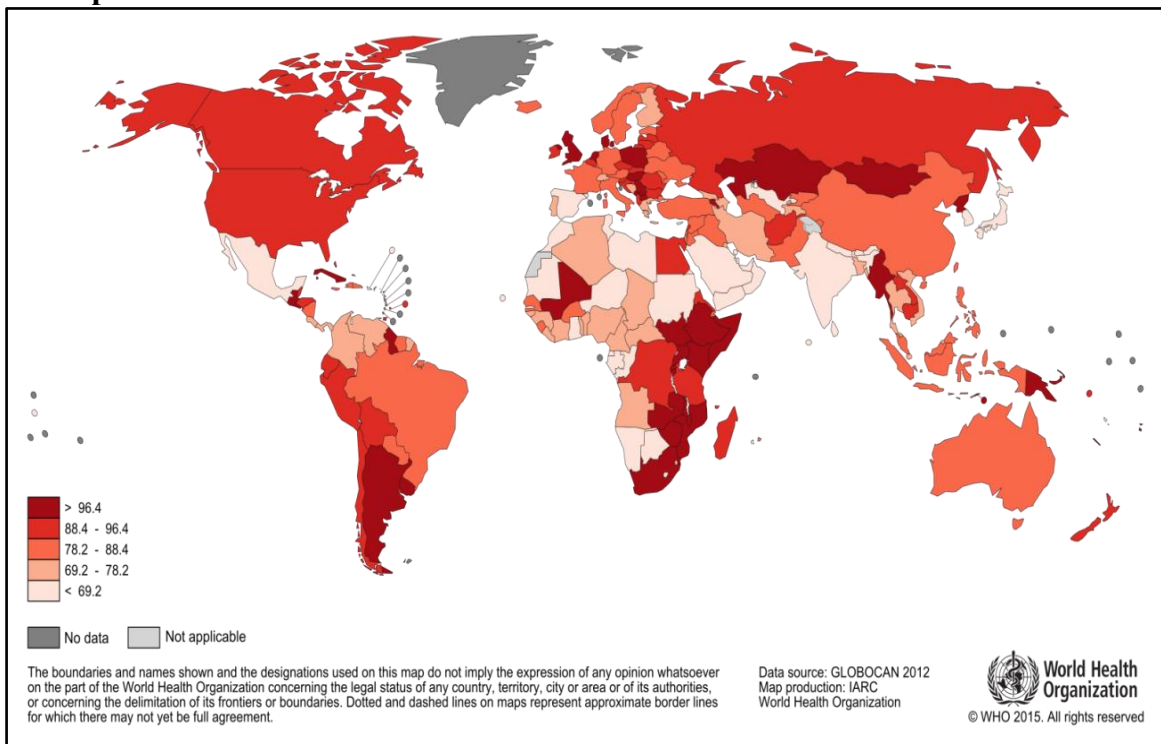 > 96.4
88.4 - 96.4
78.2 - 88.4
69.2 - 78.2
< 69.2
No data
Not applicable
The boundaries and names shown and the designations used on this map do not imply the expression of any opinion whatsoever
on the part of the World Health Organization concerning the legal status of any country, territory, city or area or of its authorities,
or concerning the delimitation of its frontiers or boundaries. Dotted and dashed lines on maps represent approximate border lines
for which there may not yet be full agreement.
Data source: GLOBOCAN 2012
Map production: IARC
World Health Organization
World Health
Organization
© WHO 2015. All rights reserved